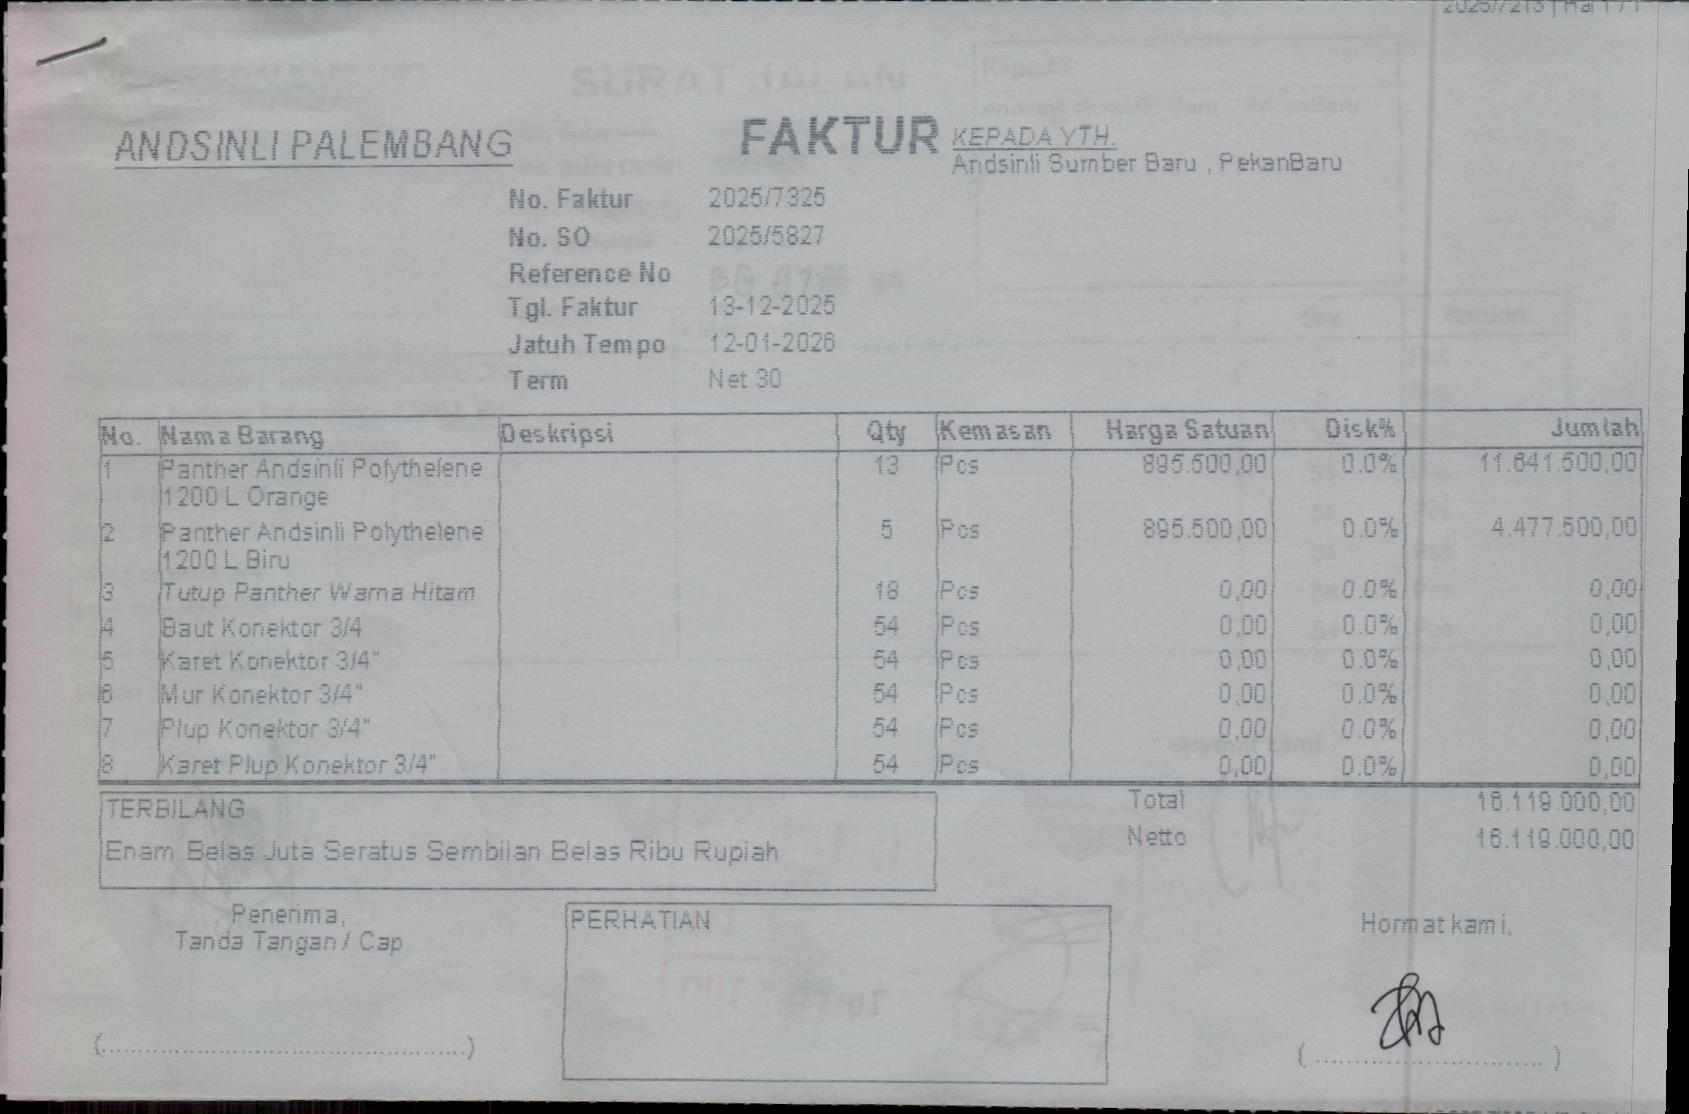 ANDSINLI PALEMBANG
FAKTUR
KEPADA YTH.
Andsinli Sumber Baru , PekanBaru
No. Faktur 2025/7325
No. SO 2025/5827
Reference No
Tgl. Faktur 13-12-2025
Jatuh Tempo 12-01-2026
Term Net 30
No. Nama Barang Deskripsi Qty Kemasan Harga Satuan Disk% Jumlah
1 Panther Andsinli Polythelene 13 Pcs 895.500,00 0.0% 11.641.500,00
1200 L Orange
2 Panther Andsinli Polythelene 5 Pcs 895.500,00 0.0% 4.477.500,00
1200 L Biru
3 Tutup Panther Warna Hitam 18 Pcs 0,00 0.0% 0,00
4 Baut Konektor 3/4 54 Pcs 0,00 0.0% 0,00
5 Karet Konektor 3/4" 54 Pcs 0,00 0.0% 0,00
6 Mur Konektor 3/4" 54 Pcs 0,00 0.0% 0,00
7 Plup Konektor 3/4" 54 Pcs 0,00 0.0% 0,00
8 Karet Plup Konektor 3/4" 54 Pcs 0,00 0.0% 0,00
TERBILANG
Enam Belas Juta Seratus Sembilan Belas Ribu Rupiah
Total 16.119.000,00
Netto 16.119.000,00
Penerima,
Tanda Tangan / Cap
PERHATIAN
Hormat kami,
SURAT JALAN
Kepada